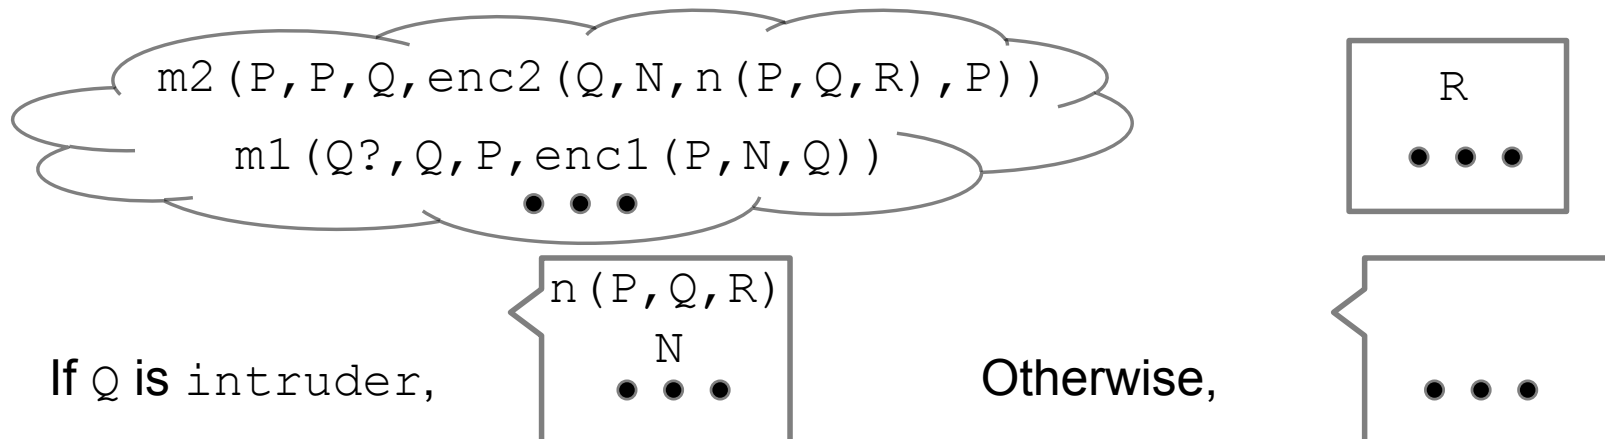 m2(P,P,Q,enc2(Q,N,n(P,Q,R),P))
m1(Q?,Q,P,enc1(P,N,Q))
R
n(P,Q,R)
N
If Q is intruder,
Otherwise,